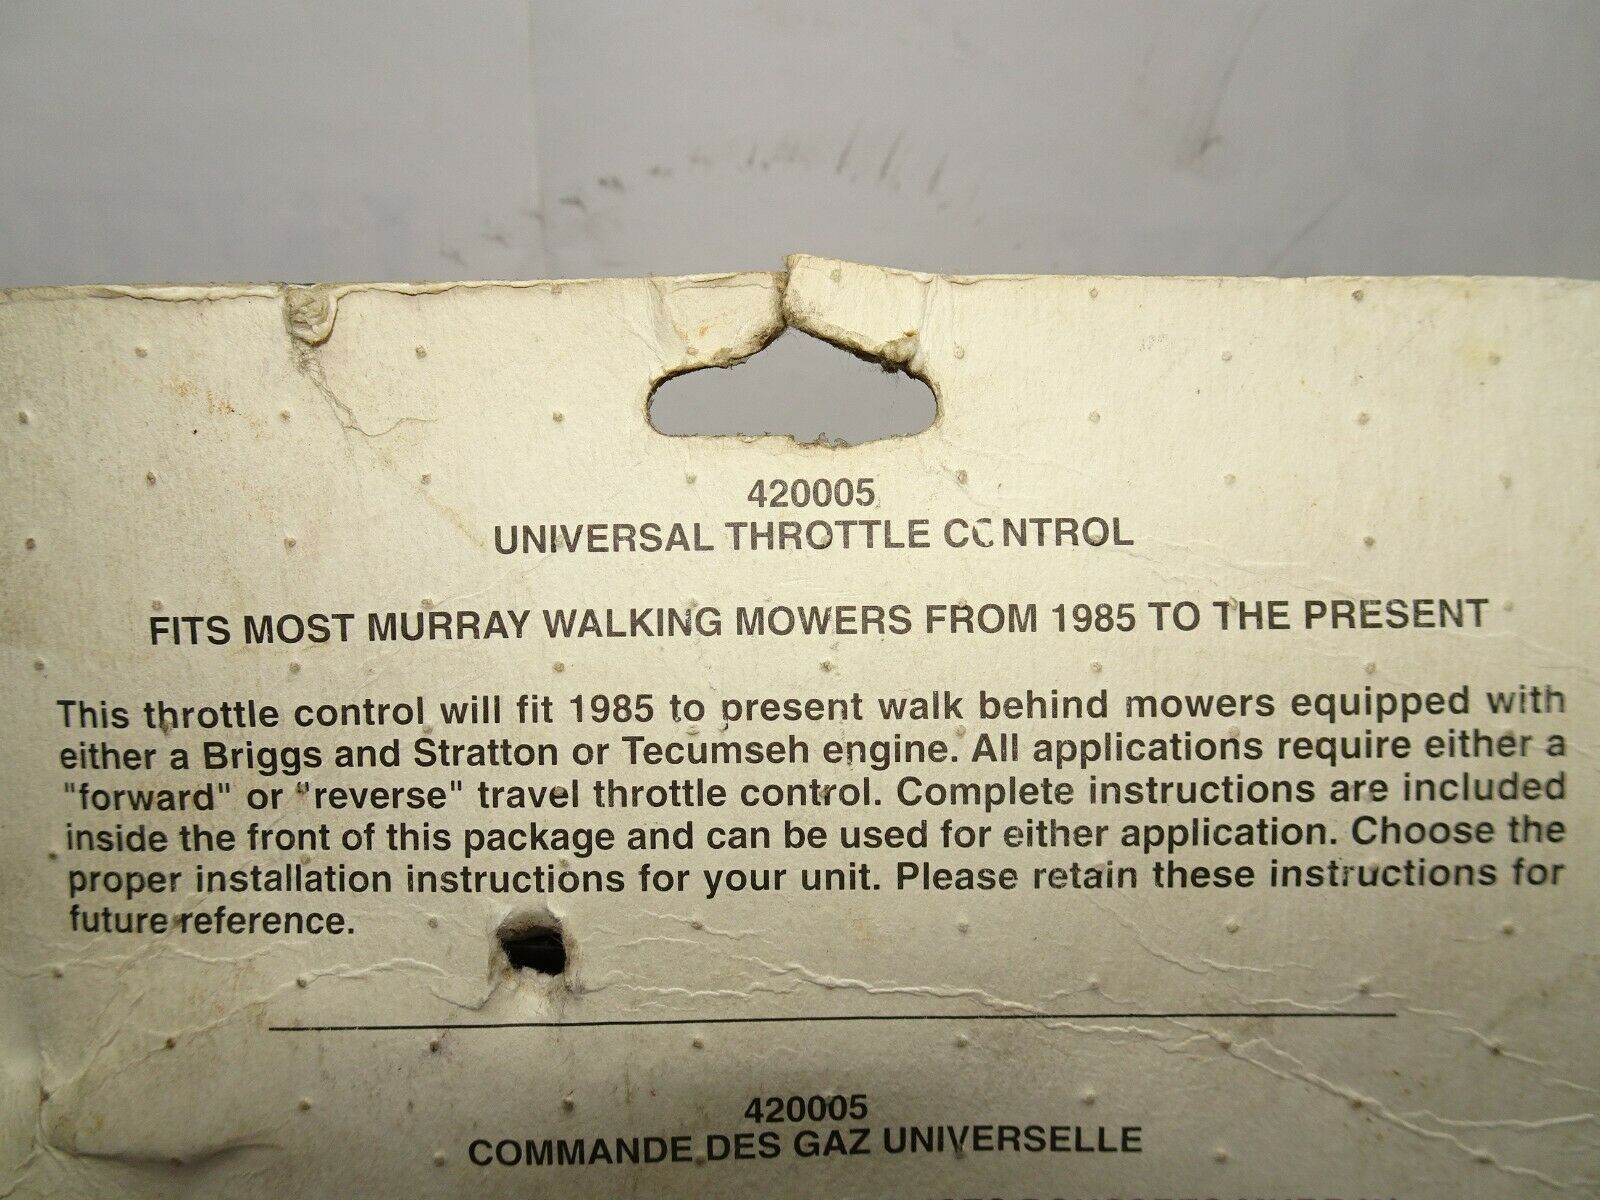 420005
UNIVERSAL THROTTLE CONTROL
FITS MOST MURRAY WALKING MOWERS FROM 1985 TO THE PRESENT
This throttle control will fit 1985 to present walk behind mowers equipped with
either a Briggs and Stratton or Tecumseh engine. All applications require either a
"forward" or "reverse" travel throttle control. Complete instructions are included
inside the front of this package and can be used for either application. Choose the
proper installation instructions for your unit. Please retain these instructions for
future reference.
420005
COMMANDE DES GAZ UNIVERSELLE